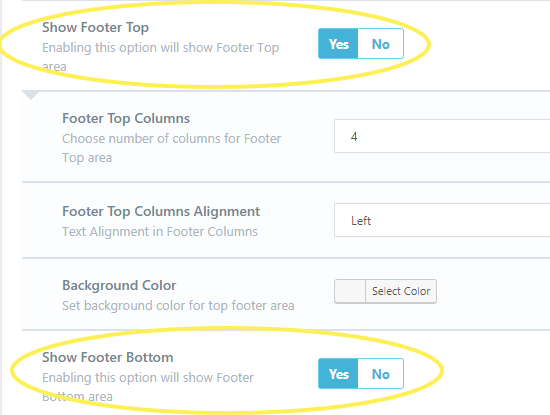 Show Footer Top
Enabling this option will show Footer Top
area
Yes No
Footer Top Columns
Choose number of columns for Footer
Top area
4
Footer Top Columns Alignment
Text Alignment in Footer Columns
Left
Background Color
Set background color for top footer area
Select Color
Show Footer Bottom
Enabling this option will show Footer
Bottom area
Yes No